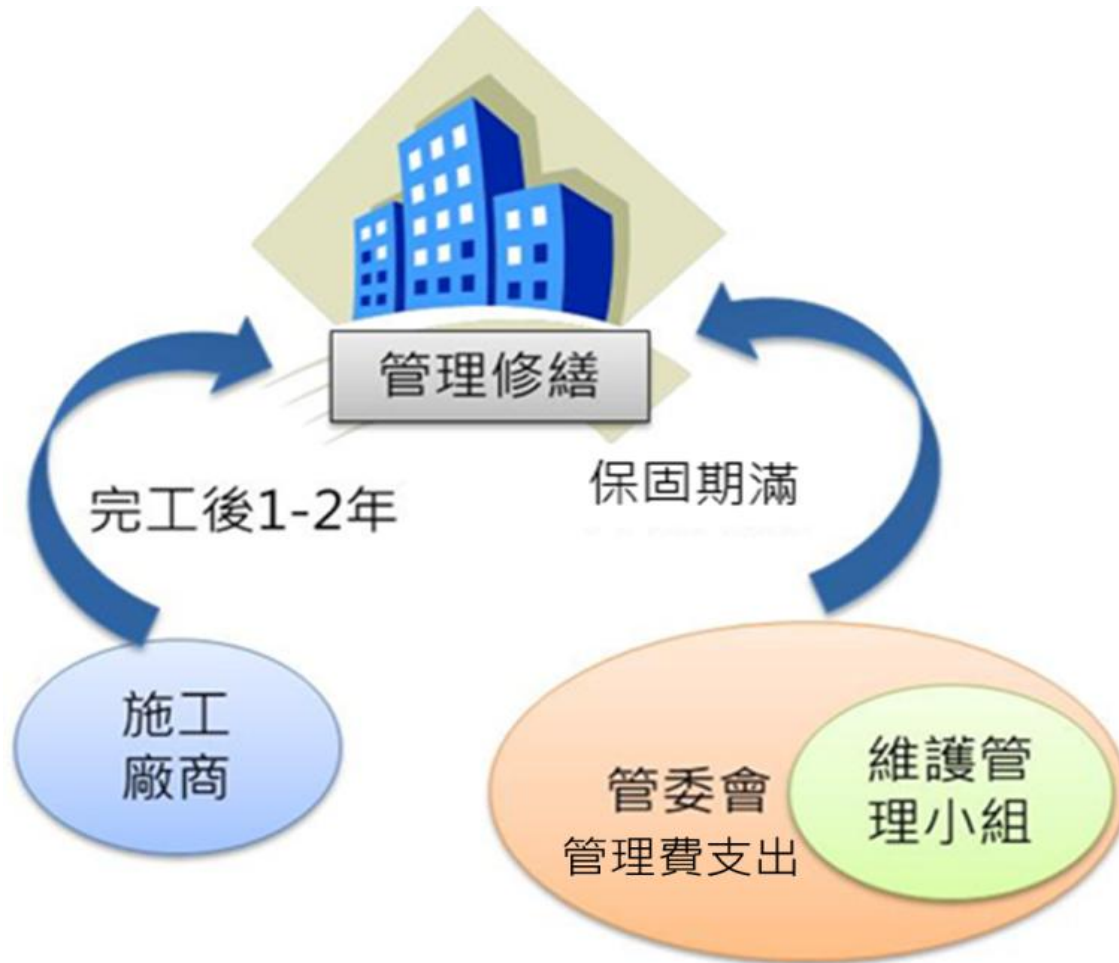 管理修繕
完工後1-2年
保固期滿
施工
廠商
管委會
管理費支出
維護管
理小組